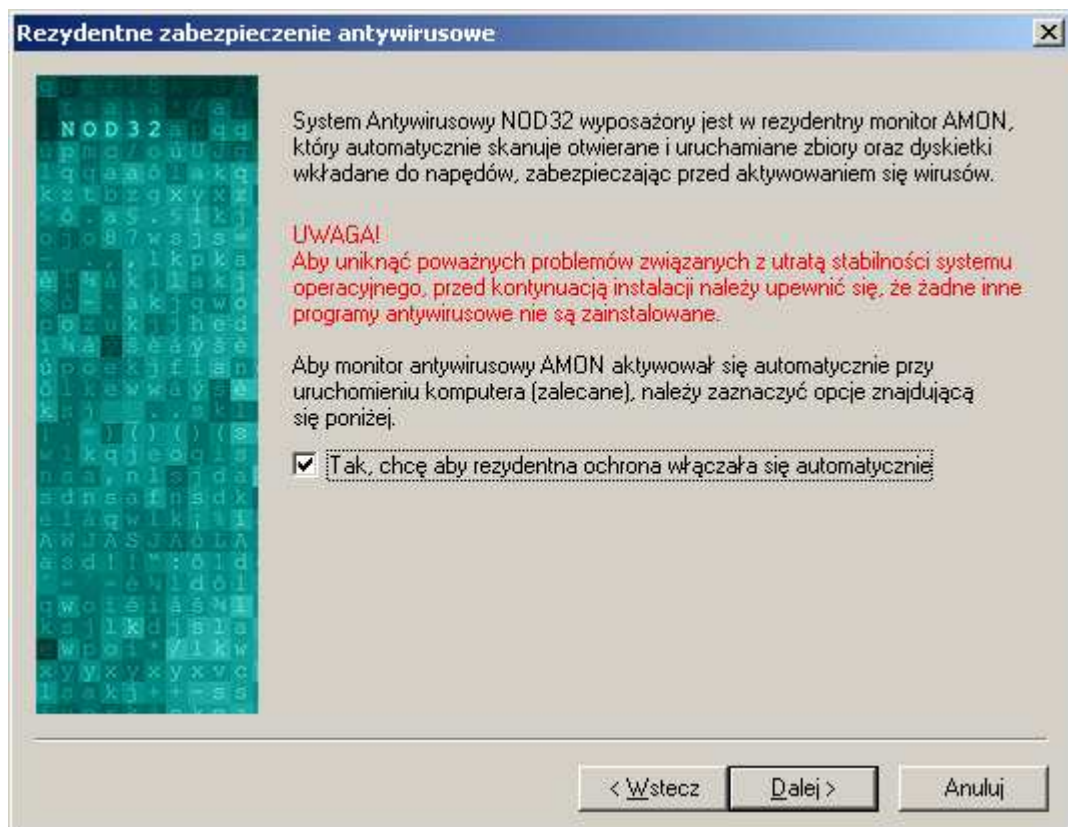 Rezydentne zabezpieczenie antywirusowe
NOD32
System Antywirusowy NOD32 wyposażony jest w rezydentny monitor AMON,
który automatycznie skanuje otwierane i uruchamiane zbiory oraz dyskietki
wkładane do napędów, zabezpieczając przed aktywowaniem się wirusów.
UWAGA!
Aby uniknąć poważnych problemów związanych z utratą stabilności systemu
operacyjnego, przed kontynuacją instalacji należy upewnić się, że żadne inne
programy antywirusowe nie są zainstalowane.
Aby monitor antywirusowy AMON aktywował się automatycznie przy
uruchomieniu komputera (zalecane), należy zaznaczyć opcje znajdującą
się poniżej.
Tak, chcę aby rezydentna ochrona włączała się automatycznie
< Wstecz
Dalej >
Anuluj